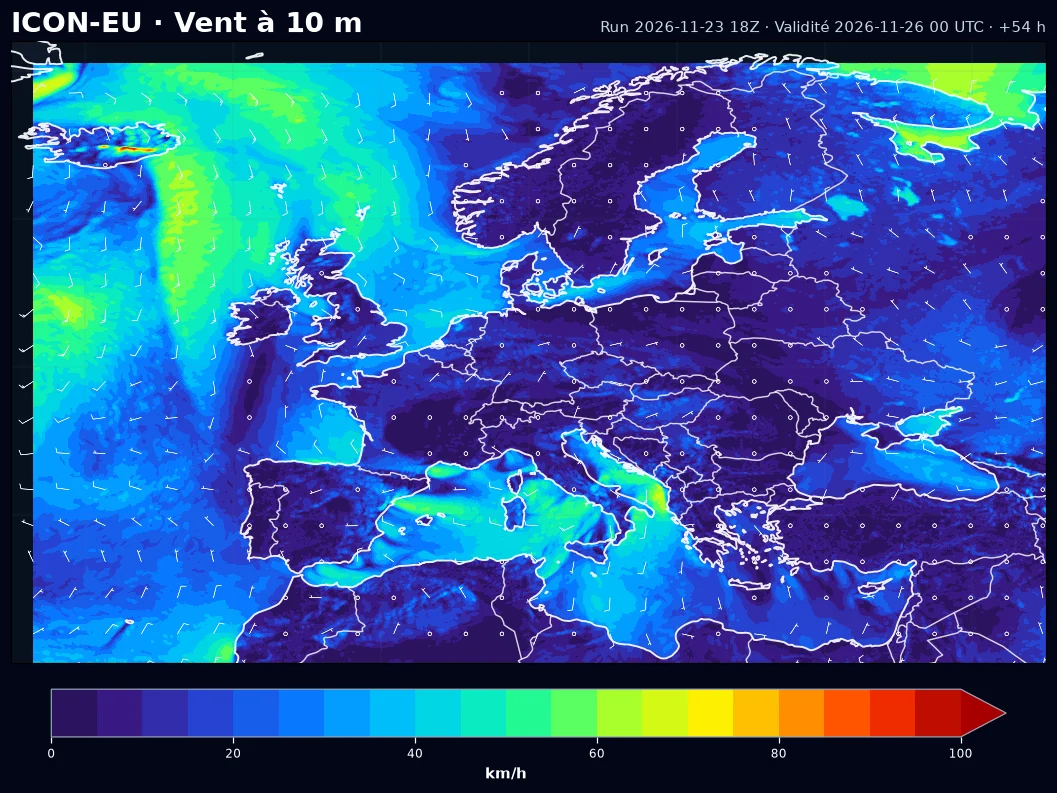 ICON-EU · Vent à 10 m
Run 2026-11-23 18Z · Validité 2026-11-26 00 UTC · +54 h
0 20 40 60 80 100
km/h